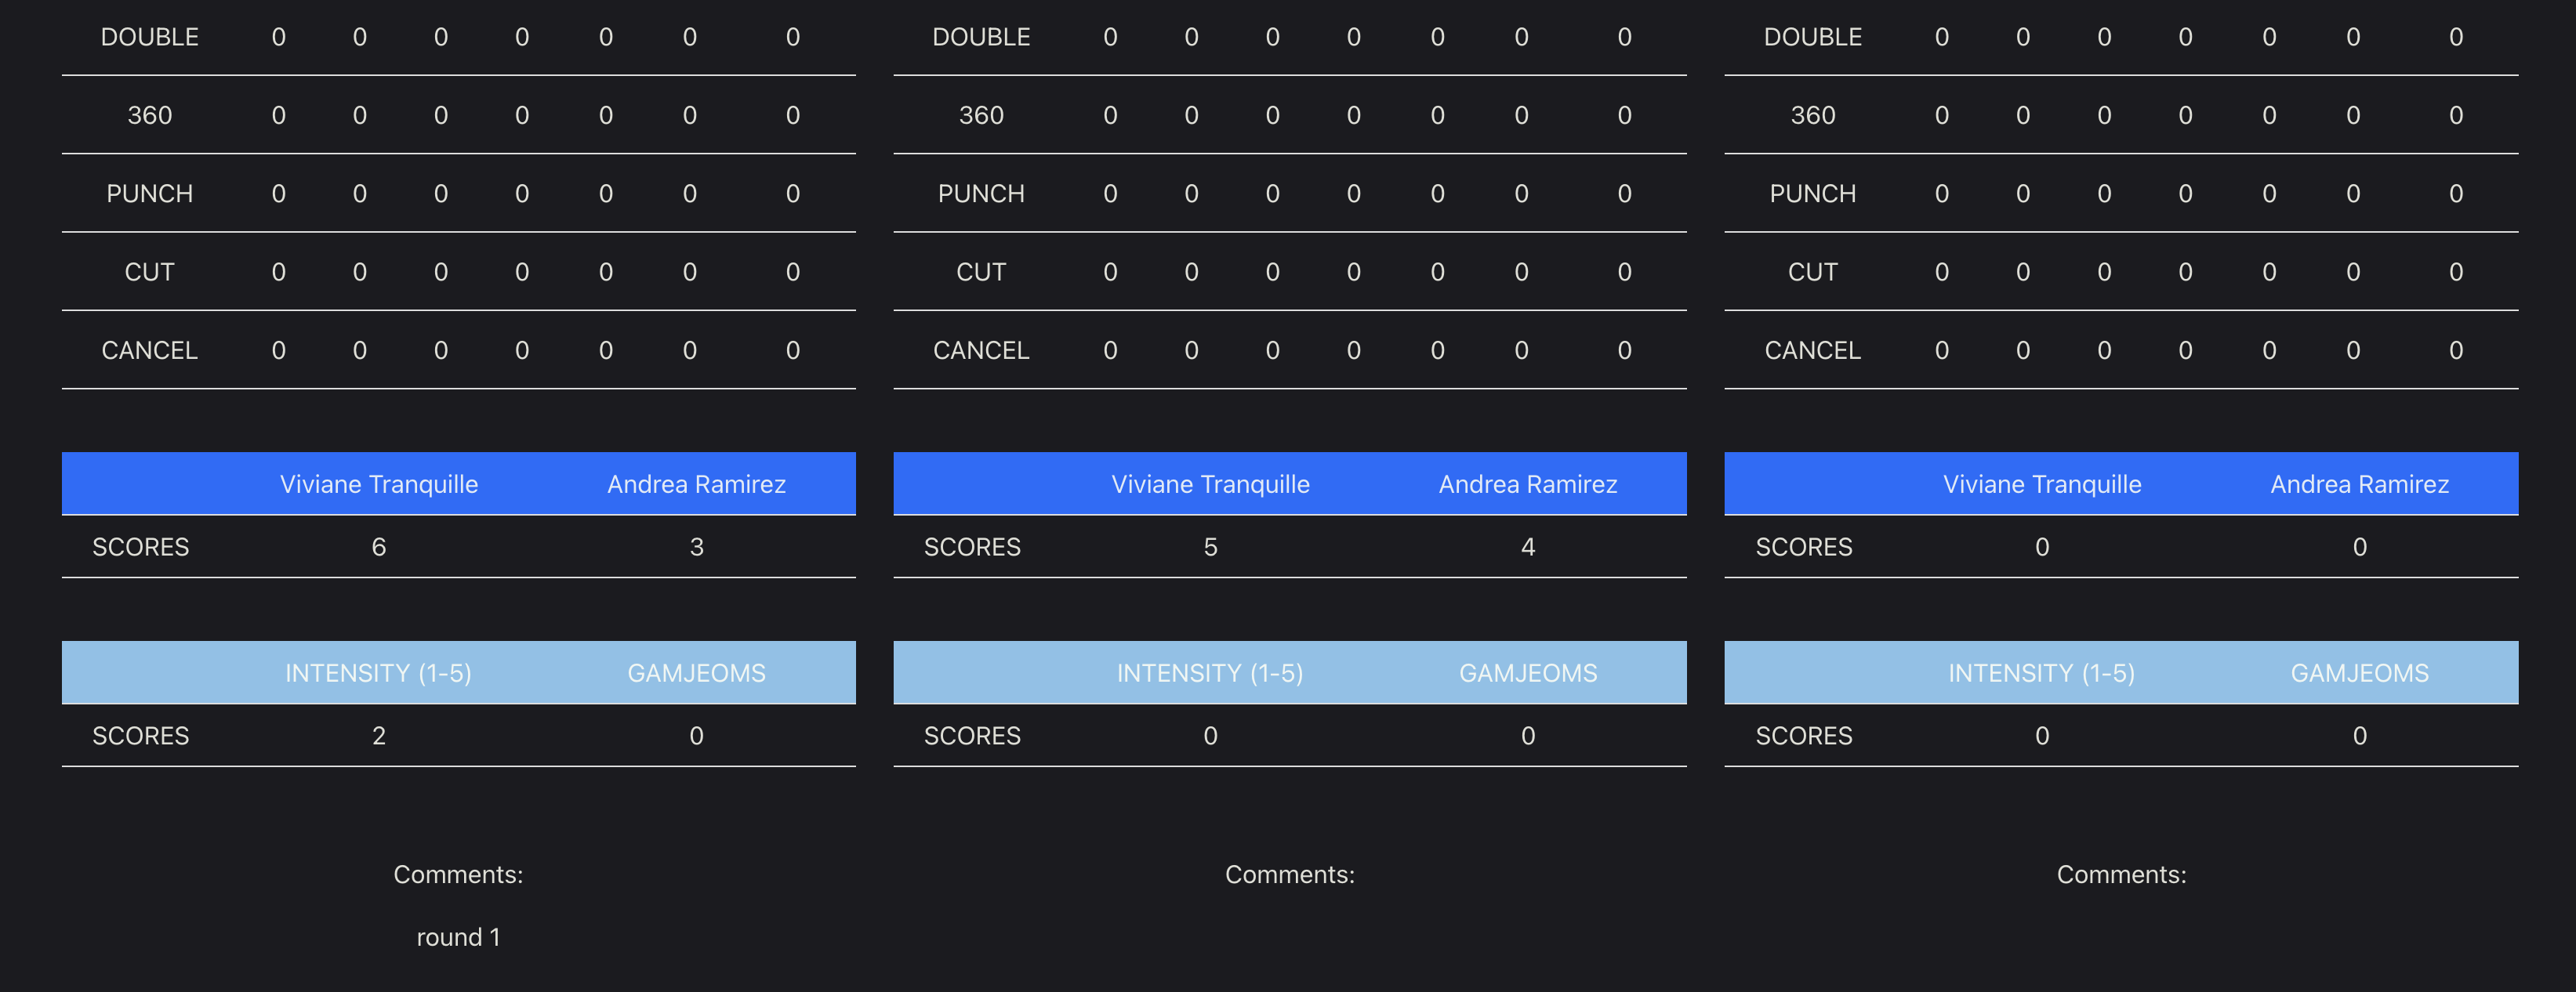 DOUBLE 0 0 0 0 0 0 0 DOUBLE 0 0 0 0 0 0 0 DOUBLE 0 0 0 0 0 0 0
360 0 0 0 0 0 0 0 360 0 0 0 0 0 0 0 360 0 0 0 0 0 0 0
PUNCH 0 0 0 0 0 0 0 PUNCH 0 0 0 0 0 0 0 PUNCH 0 0 0 0 0 0 0
CUT 0 0 0 0 0 0 0 CUT 0 0 0 0 0 0 0 CUT 0 0 0 0 0 0 0
CANCEL 0 0 0 0 0 0 0 CANCEL 0 0 0 0 0 0 0 CANCEL 0 0 0 0 0 0 0
Viviane Tranquille Andrea Ramirez Viviane Tranquille Andrea Ramirez Viviane Tranquille Andrea Ramirez
SCORES 6 3 SCORES 5 4 SCORES 0 0
INTENSITY (1-5) GAMJEOMS INTENSITY (1-5) GAMJEOMS INTENSITY (1-5) GAMJEOMS
SCORES 2 0 SCORES 0 0 SCORES 0 0
Comments: Comments: Comments:
round 1